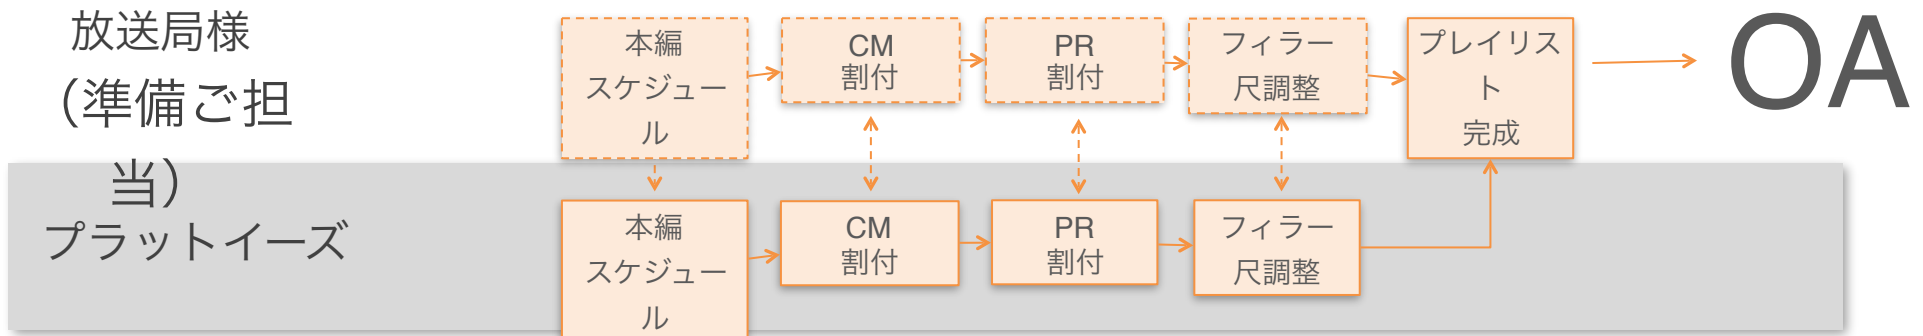 放送局様
（準備ご担
当）
本編
スケジュー
ル
CM
割付
PR
割付
フィラー
尺調整
プレイリス
ト
完成
OA
プラットイーズ
本編
スケジュー
ル
CM
割付
PR
割付
フィラー
尺調整